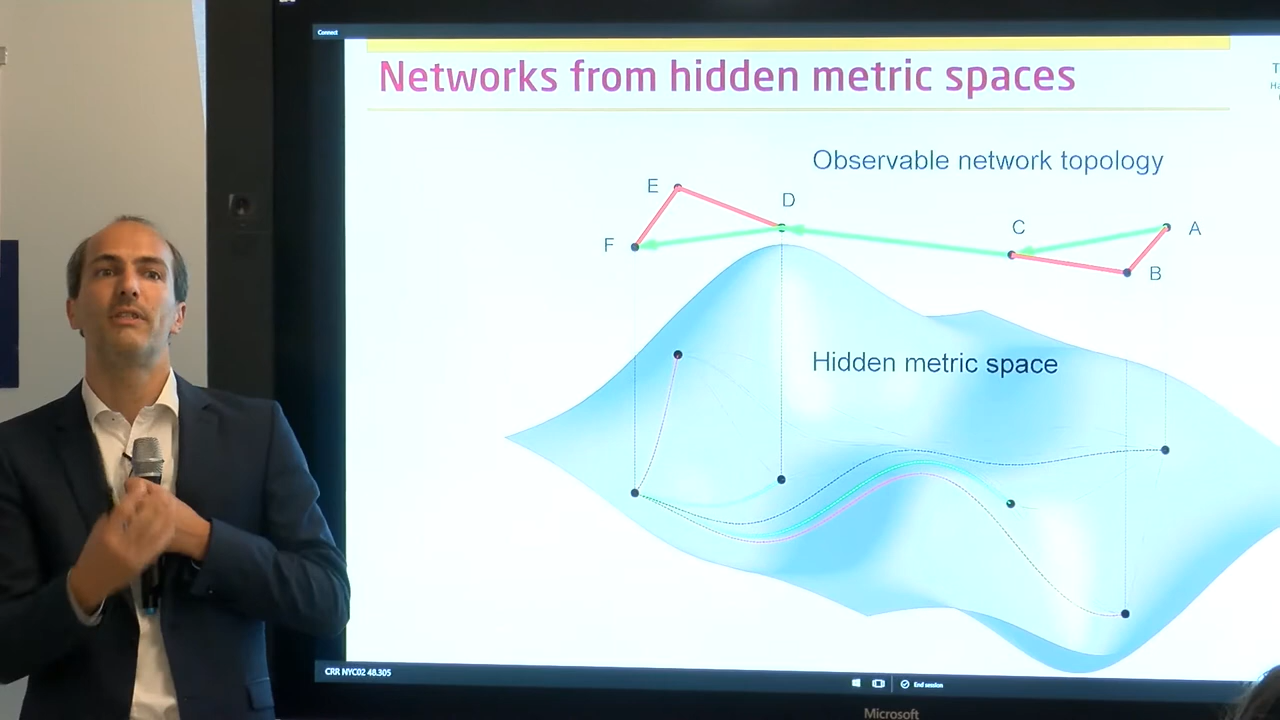 Connect
Networks from hidden metric spaces
Observable network topology
E
D
F
C
A
B
Hidden metric space
CRR NYC02 48.305
End session
Microsoft